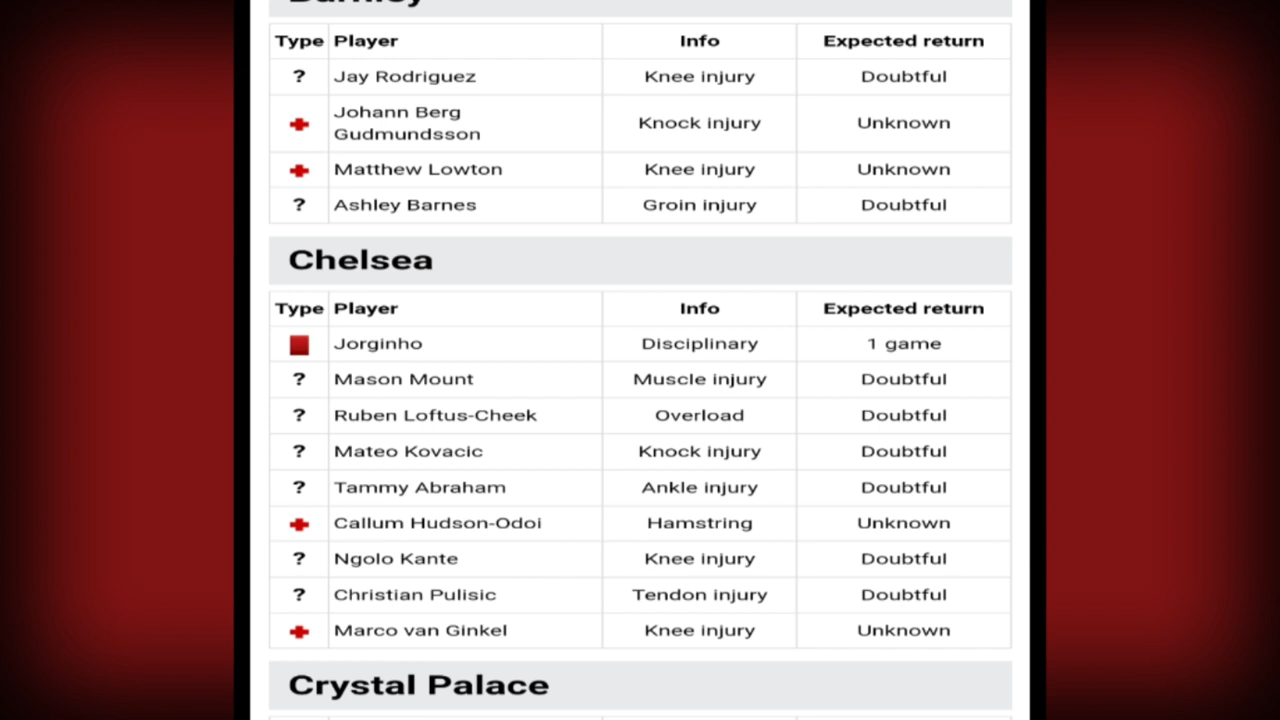 Burnley
Type Player Info Expected return
? Jay Rodriguez Knee injury Doubtful
Johann Berg
Gudmundsson Knock injury Unknown
Matthew Lowton Knee injury Unknown
? Ashley Barnes Groin injury Doubtful
Chelsea
Type Player Info Expected return
Jorginho Disciplinary 1 game
? Mason Mount Muscle injury Doubtful
? Ruben Loftus-Cheek Overload Doubtful
? Mateo Kovacic Knock injury Doubtful
? Tammy Abraham Ankle injury Doubtful
Callum Hudson-Odoi Hamstring Unknown
? Ngolo Kante Knee injury Doubtful
? Christian Pulisic Tendon injury Doubtful
Marco van Ginkel Knee injury Unknown
Crystal Palace